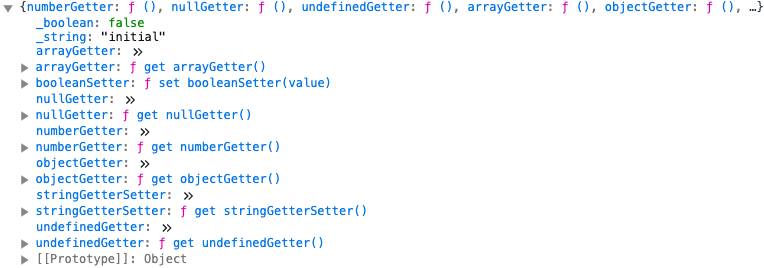 {numberGetter: ƒ (), nullGetter: ƒ (), undefinedGetter: ƒ (), arrayGetter: ƒ (), objectGetter: ƒ (), …}
_boolean: false
_string: "initial"
arrayGetter: »
arrayGetter: ƒ get arrayGetter()
booleanSetter: ƒ set booleanSetter(value)
nullGetter: »
nullGetter: ƒ get nullGetter()
numberGetter: »
numberGetter: ƒ get numberGetter()
objectGetter: »
objectGetter: ƒ get objectGetter()
stringGetterSetter: »
stringGetterSetter: ƒ get stringGetterSetter()
undefinedGetter: »
undefinedGetter: ƒ get undefinedGetter()
[[Prototype]]: Object